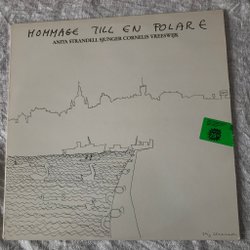 HOMMAGE TILL EN POLARE
ANITA STRANDELL SJUNGER CORNELIS VREESWIJK